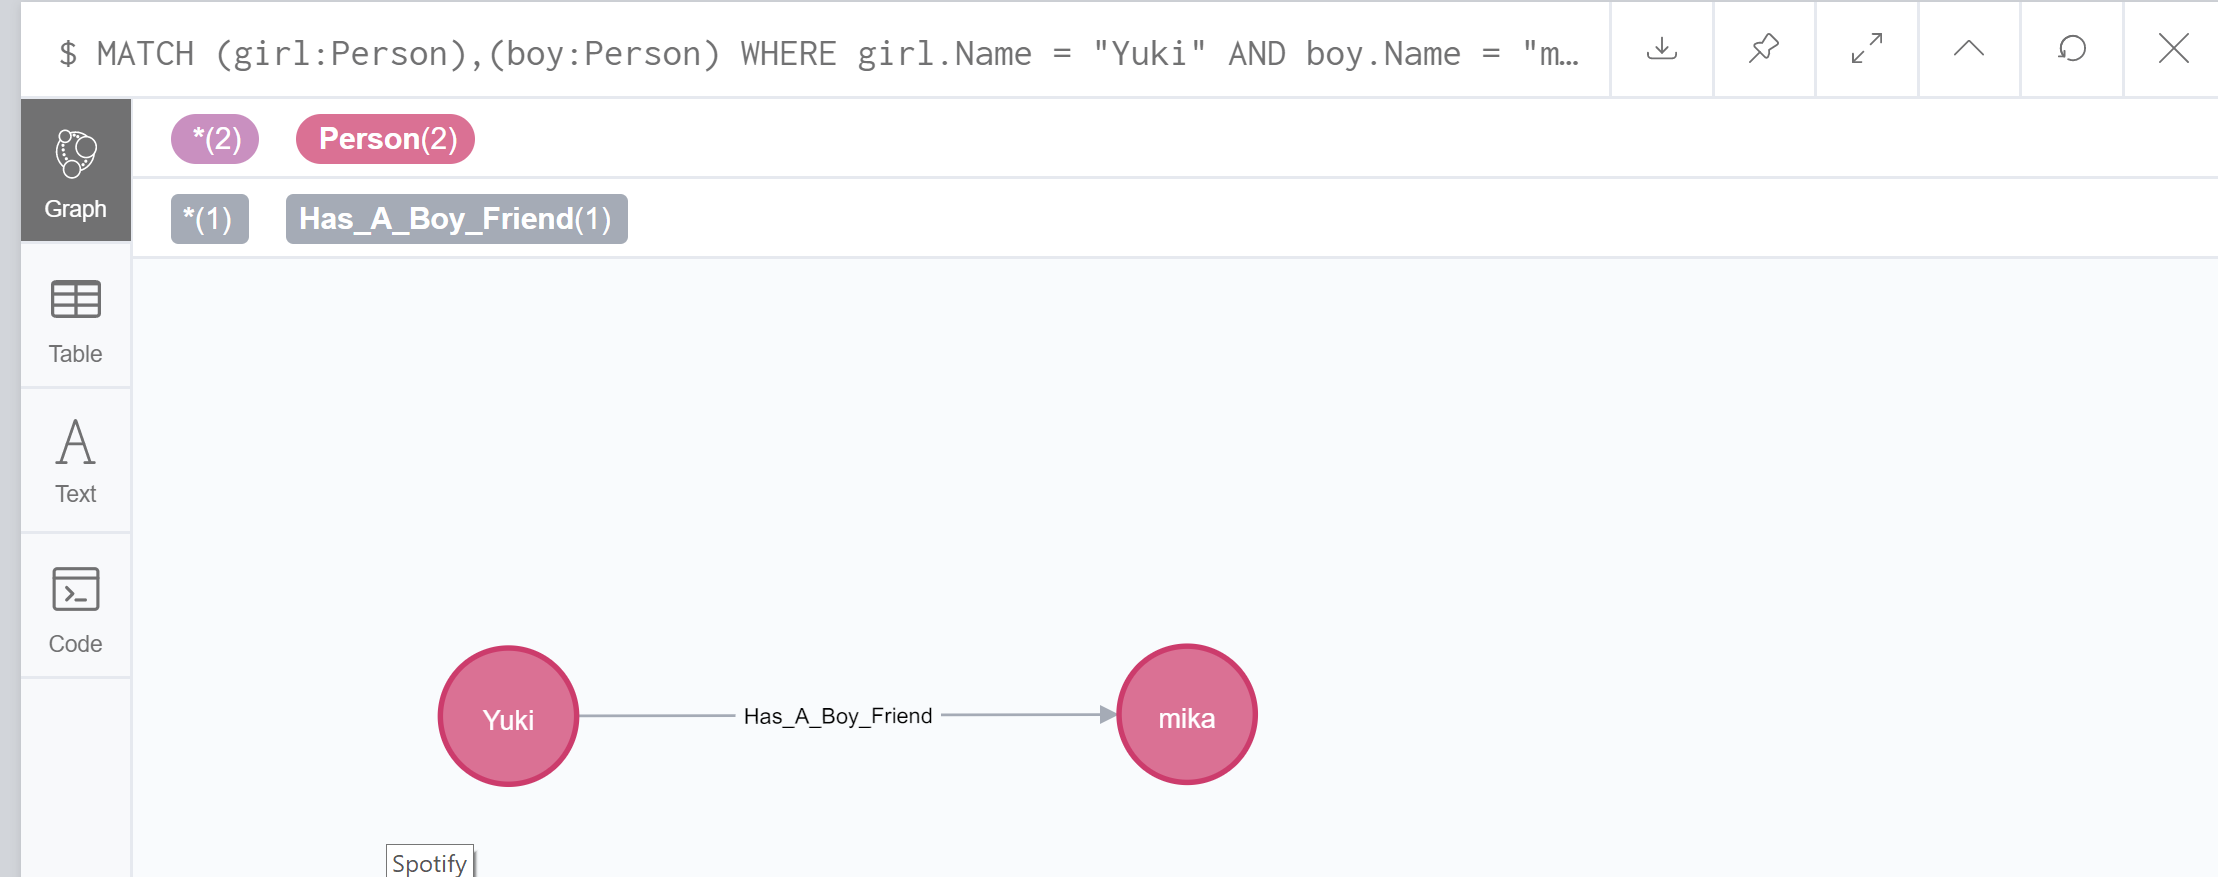 $ MATCH (girl:Person),(boy:Person) WHERE girl.Name = "Yuki" AND boy.Name = "m…
*(2) Person(2)
Graph
*(1) Has_A_Boy_Friend(1)
Table
Text
Code
Yuki Has_A_Boy_Friend mika
Spotify